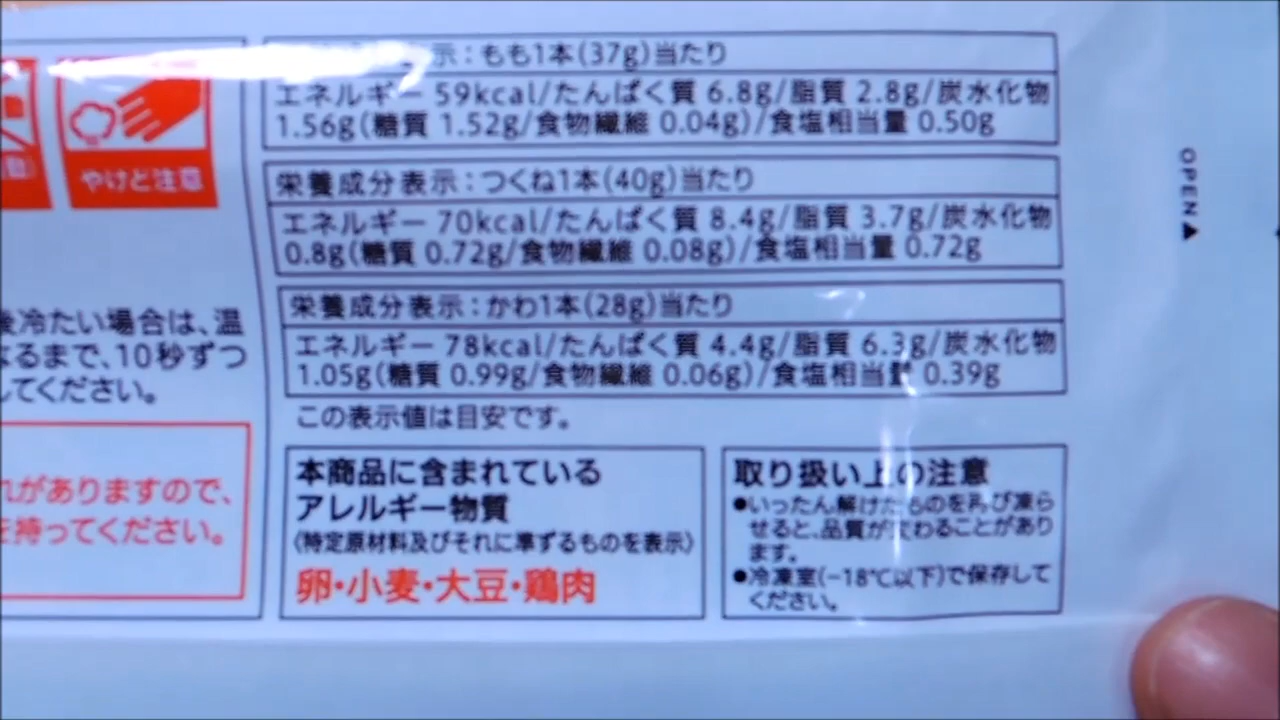 示：もも1本(37g)当たり
エネルギー 59kcal/たんぱく質 6.8g/脂質 2.8g/炭水化物
1.56g(糖質 1.52g/食物繊維 0.04g)/食塩相当量 0.50g
やけど注意
栄養成分表示：つくね1本(40g)当たり
エネルギー 70kcal/たんぱく質 8.4g/脂質 3.7g/炭水化物
0.8g(糖質 0.72g/食物繊維 0.08g)/食塩相当量 0.72g
OPEN▲
栄養成分表示：かわ1本(28g)当たり
エネルギー 78kcal/たんぱく質 4.4g/脂質 6.3g/炭水化物
1.05g(糖質 0.99g/食物繊維 0.06g)/食塩相当量 0.39g
この表示値は目安です。
後冷たい場合は、温
なるまで、10秒ずつ
してください。
れがありますので、
を持ってください。
本商品に含まれている
アレルギー物質
〈特定原材料及びそれに準ずるものを表示〉
卵・小麦・大豆・鶏肉
取り扱い上の注意
●いったん解けたものを再び凍ら
せると、品質が変わることがあり
ます。
●冷凍室(−18℃以下)で保存して
ください。